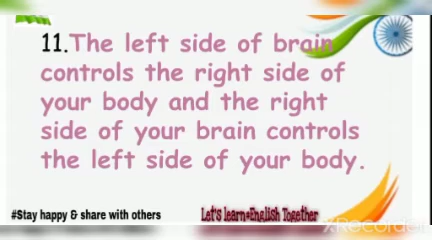 11.The left side of brain
controls the right side of
your body and the right
side of your brain controls
the left side of your body.
#Stay happy & share with others
Let's learn English Together
XRecorder